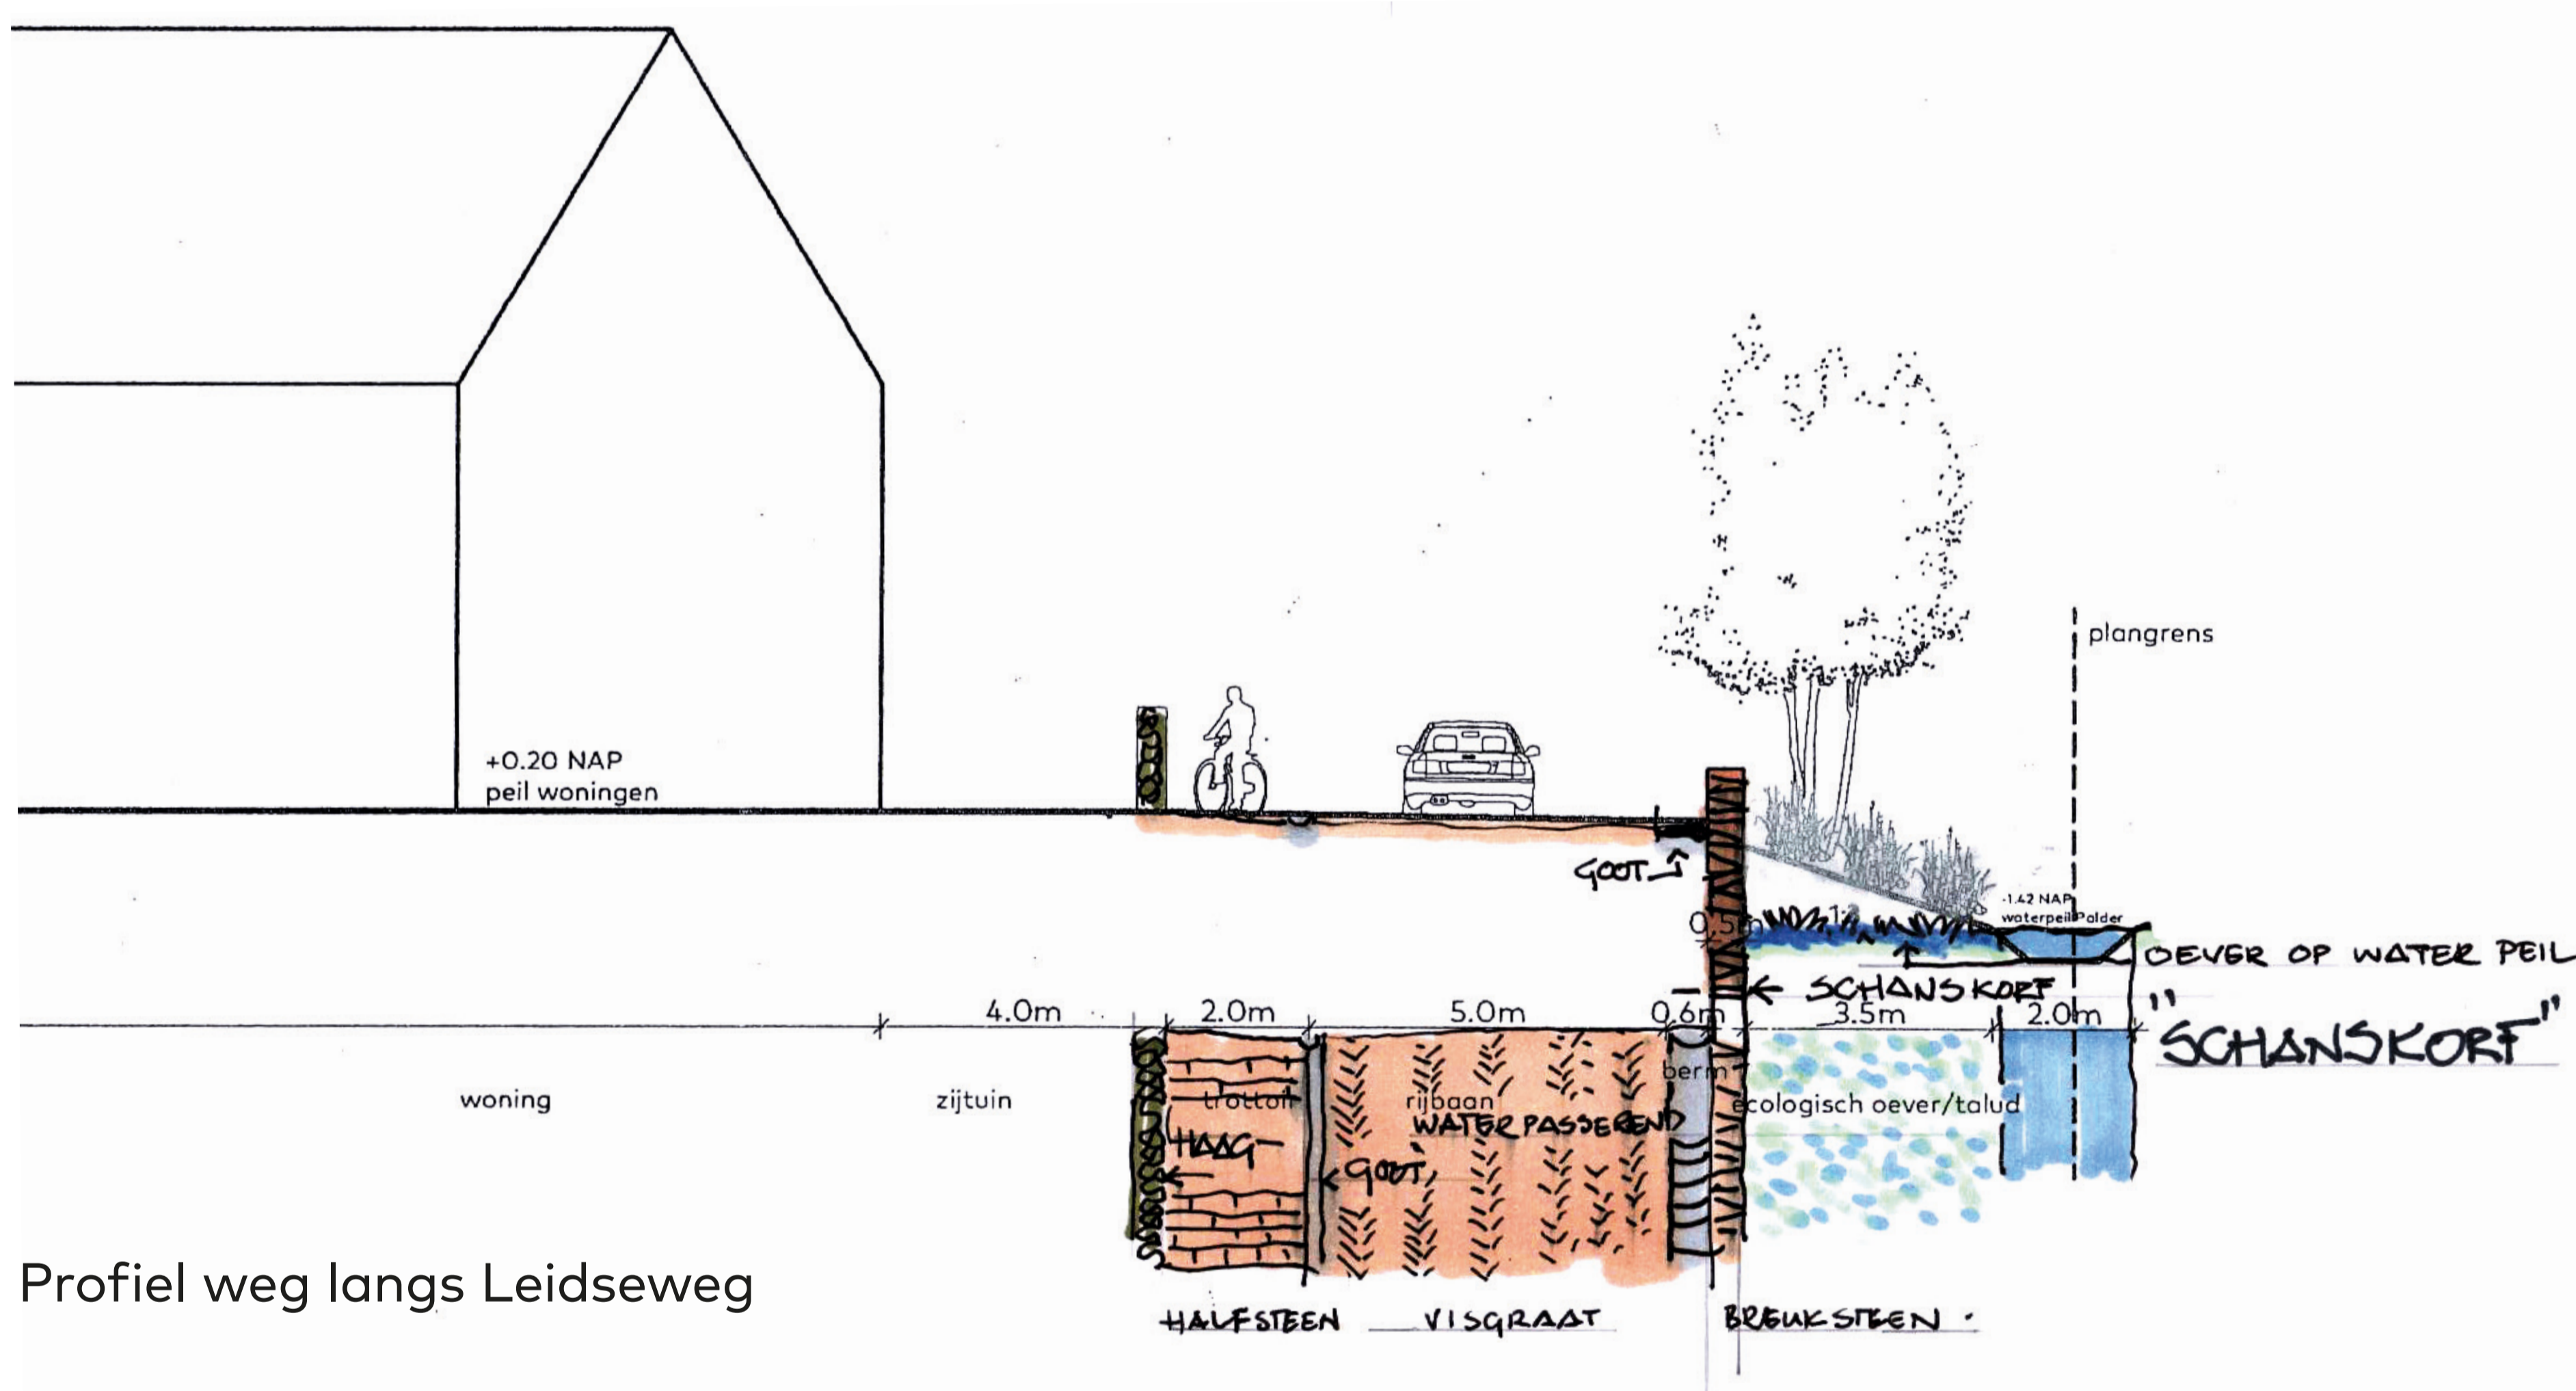 plangrens
+0.20 NAP
peil woningen
GOOT
-1.42 NAP
waterpeil Polder
0,5m
1:3
OEVER OP WATER PEIL
SCHANSKORF
"SCHANSKORF"
4.0m 2.0m 5.0m 0.6m 3.5m 2.0m
berm
woning zijtuin trottoir rijbaan ecologisch oever/talud
WATER PASSEREND
HAAG
GOOT
Profiel weg langs Leidseweg
HALFSTEEN VISGRAAT BREUKSTEEN.